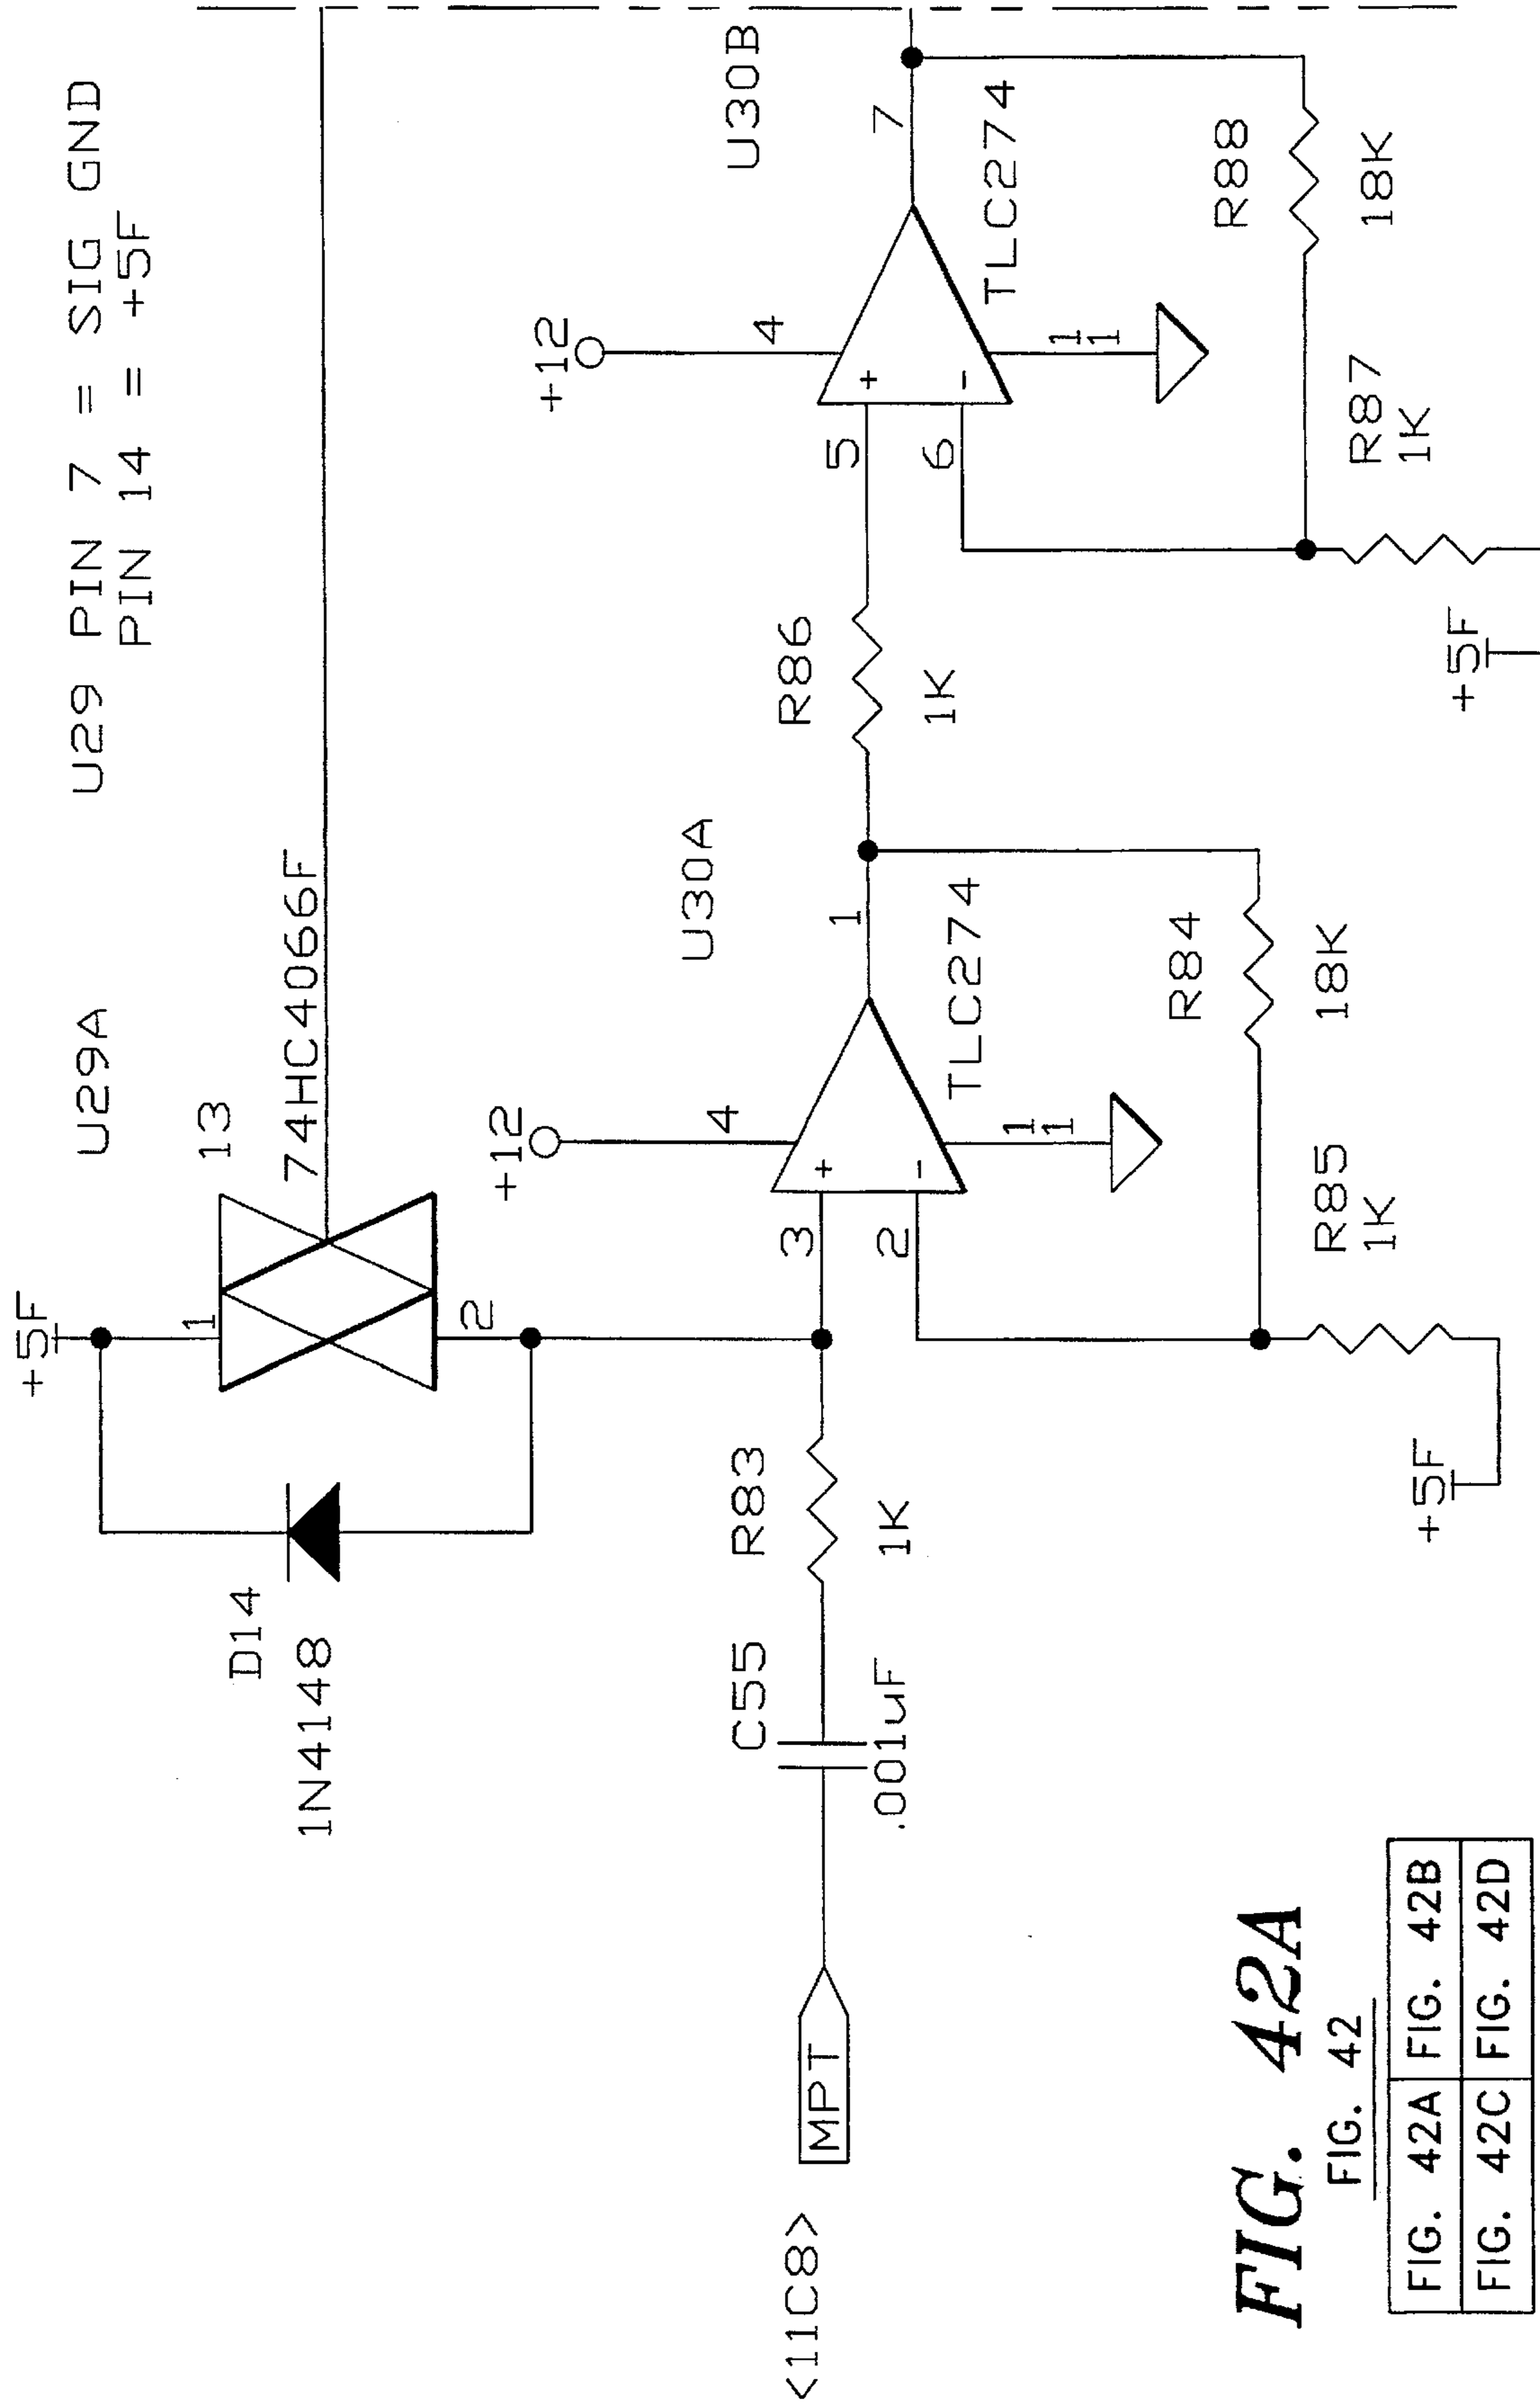 U29 PIN 7 = SIG GND
PIN 14 = +5F
+5F
U29A
1
13
2
74HC4066F
D14
1N4148
+12
+12
U30A
U30B
4
4
<11C8>
MPT
C55
.001uF
R83
1K
3
+
2
-
1
11
TLC274
R86
1K
5
+
6
-
7
11
TLC274
R84
18K
R85
1K
+5F
R88
18K
R87
1K
+5F
FIG. 42A
FIG. 42
FIG. 42A FIG. 42B
FIG. 42C FIG. 42D